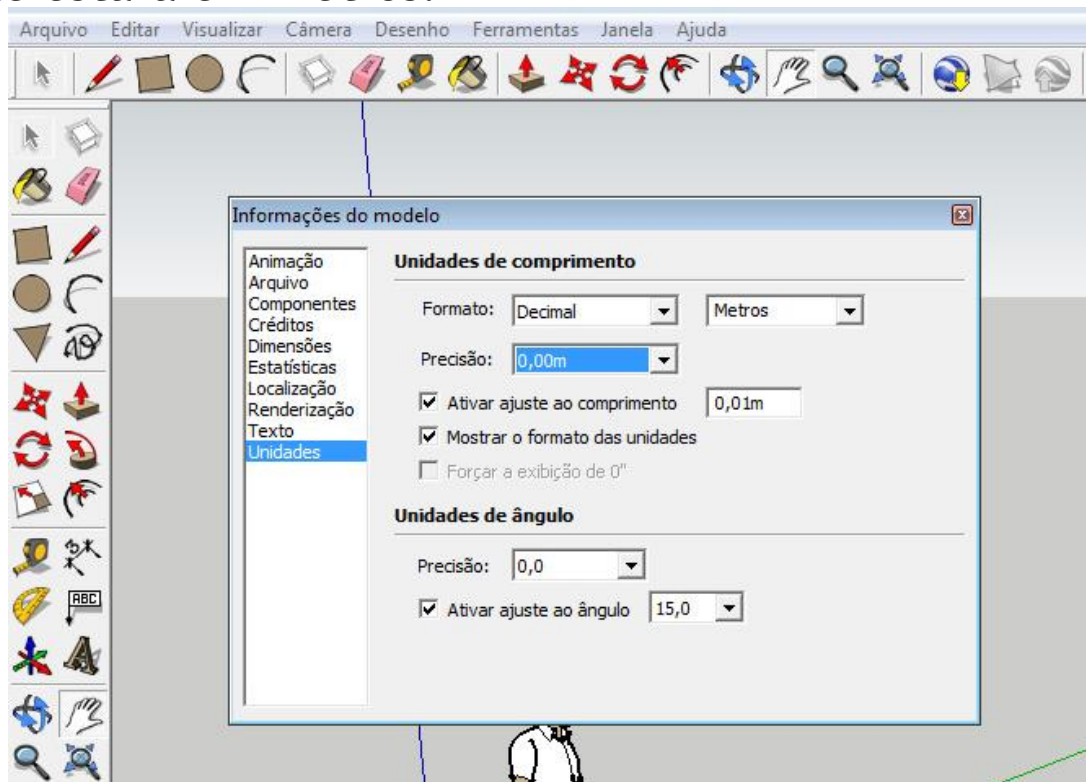 Arquivo Editar Visualizar Câmera Desenho Ferramentas Janela Ajuda
Informações do modelo
Animação
Arquivo
Componentes
Créditos
Dimensões
Estatísticas
Localização
Renderização
Texto
Unidades
Unidades de comprimento
Formato: Decimal Metros
Precisão: 0,00m
Ativar ajuste ao comprimento 0,01m
Mostrar o formato das unidades
Forçar a exibição de 0"
Unidades de ângulo
Precisão: 0,0
Ativar ajuste ao ângulo 15,0
ABC